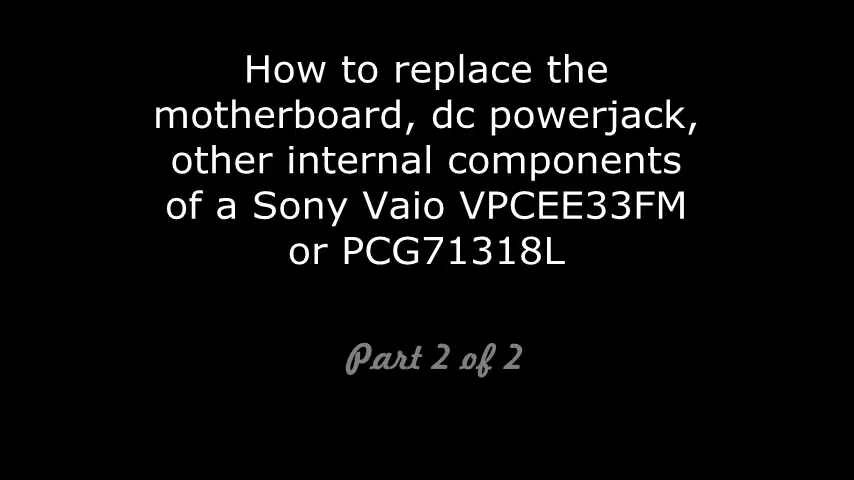 How to replace the
motherboard, dc powerjack,
other internal components
of a Sony Vaio VPCEE33FM
or PCG71318L
Part 2 of 2